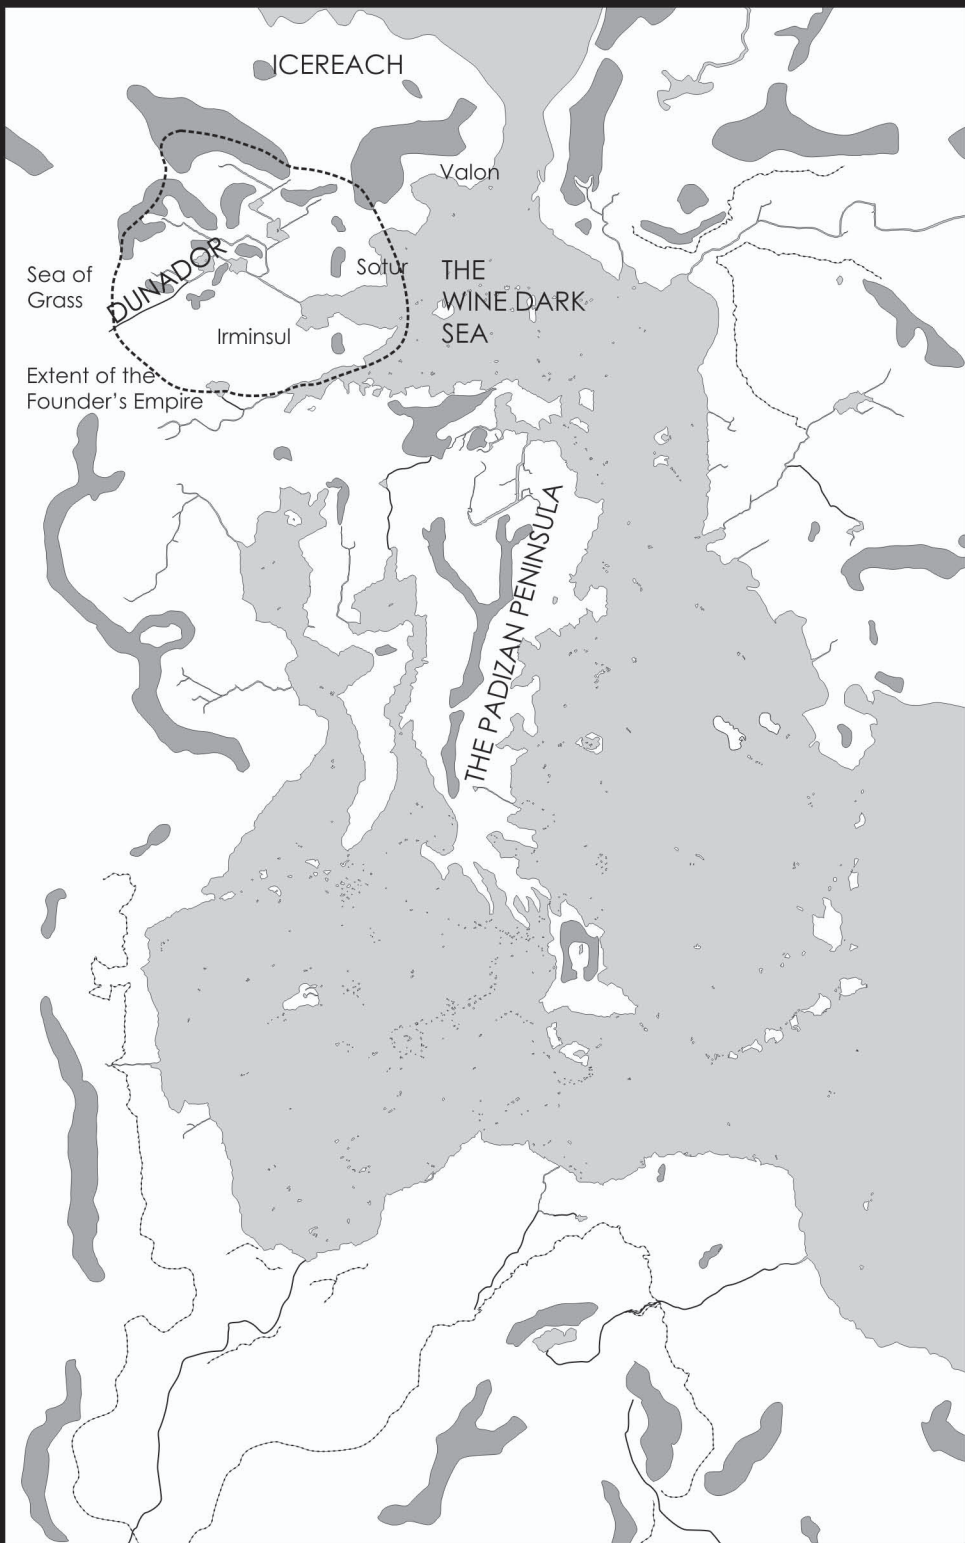 ICEREACH
Valon
Sea of
Grass
DUNADOR
Sotur
THE
WINE DARK
SEA
Irminsul
Extent of the
Founder's Empire
THE PADIZAN PENINSULA